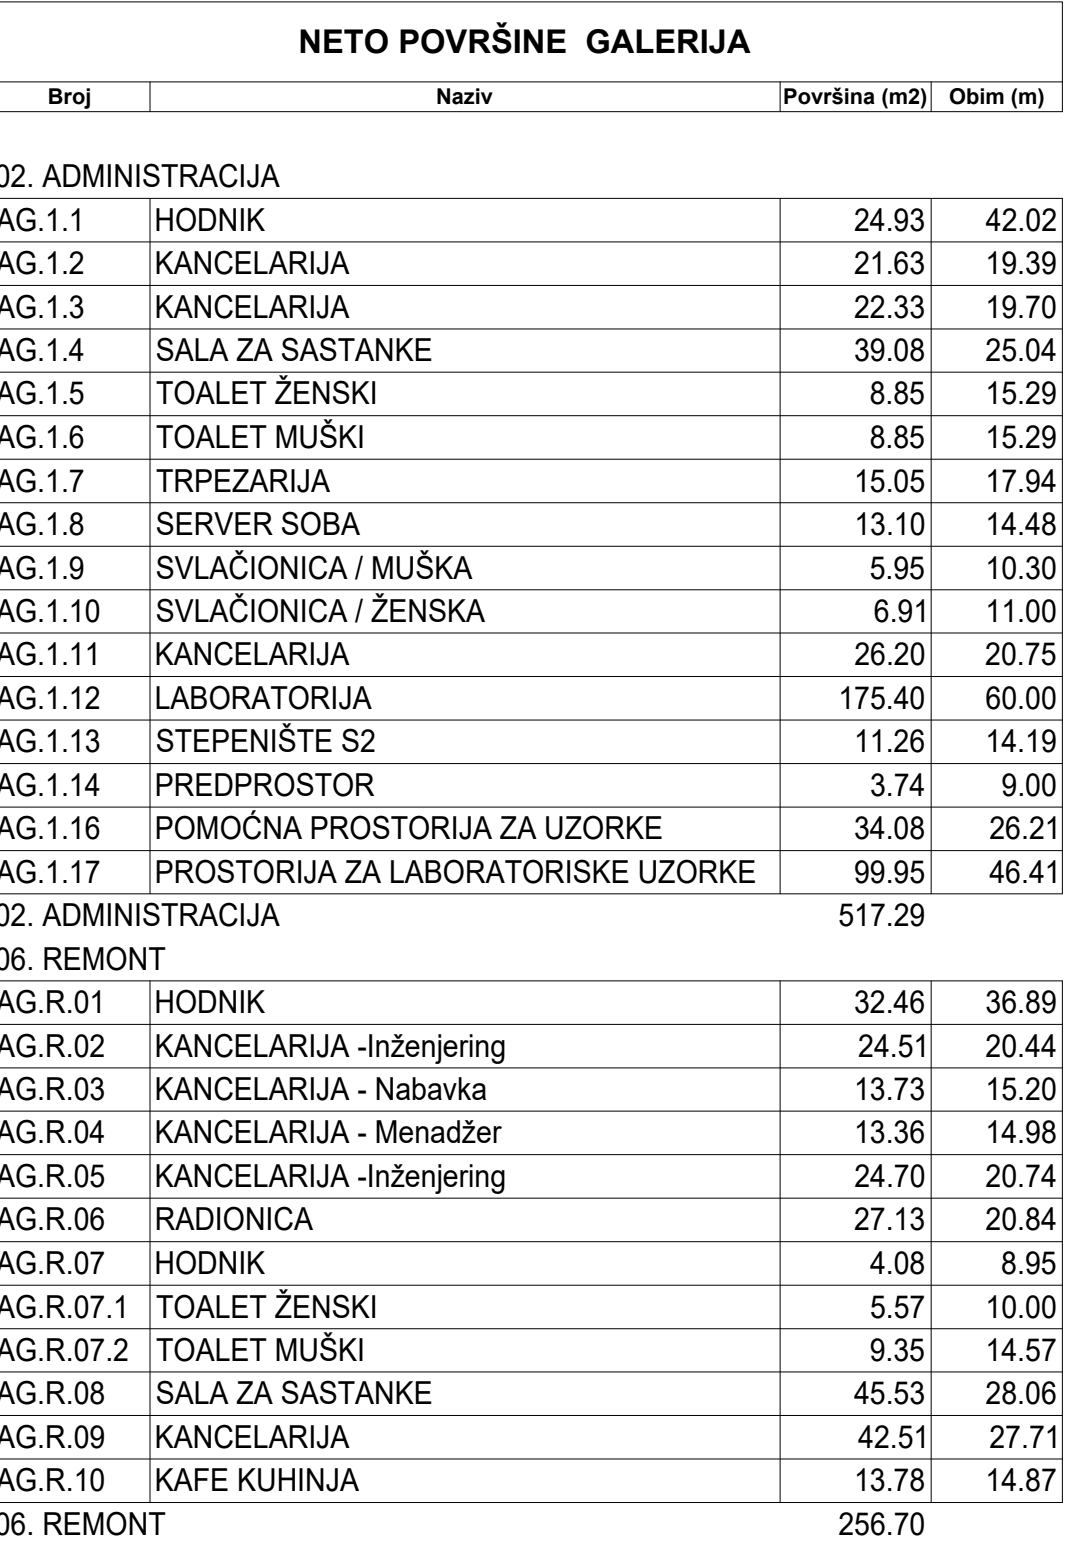 NETO POVRŠINE GALERIJA
Broj Naziv Površina (m2) Obim (m)
02. ADMINISTRACIJA
AG.1.1 HODNIK 24.93 42.02
AG.1.2 KANCELARIJA 21.63 19.39
AG.1.3 KANCELARIJA 22.33 19.70
AG.1.4 SALA ZA SASTANKE 39.08 25.04
AG.1.5 TOALET ŽENSKI 8.85 15.29
AG.1.6 TOALET MUŠKI 8.85 15.29
AG.1.7 TRPEZARIJA 15.05 17.94
AG.1.8 SERVER SOBA 13.10 14.48
AG.1.9 SVLAČIONICA / MUŠKA 5.95 10.30
AG.1.10 SVLAČIONICA / ŽENSKA 6.91 11.00
AG.1.11 KANCELARIJA 26.20 20.75
AG.1.12 LABORATORIJA 175.40 60.00
AG.1.13 STEPENIŠTE S2 11.26 14.19
AG.1.14 PREDPROSTOR 3.74 9.00
AG.1.16 POMOĆNA PROSTORIJA ZA UZORKE 34.08 26.21
AG.1.17 PROSTORIJA ZA LABORATORISKE UZORKE 99.95 46.41
02. ADMINISTRACIJA 517.29
06. REMONT
AG.R.01 HODNIK 32.46 36.89
AG.R.02 KANCELARIJA -Inženjering 24.51 20.44
AG.R.03 KANCELARIJA - Nabavka 13.73 15.20
AG.R.04 KANCELARIJA - Menadžer 13.36 14.98
AG.R.05 KANCELARIJA -Inženjering 24.70 20.74
AG.R.06 RADIONICA 27.13 20.84
AG.R.07 HODNIK 4.08 8.95
AG.R.07.1 TOALET ŽENSKI 5.57 10.00
AG.R.07.2 TOALET MUŠKI 9.35 14.57
AG.R.08 SALA ZA SASTANKE 45.53 28.06
AG.R.09 KANCELARIJA 42.51 27.71
AG.R.10 KAFE KUHINJA 13.78 14.87
06. REMONT 256.70